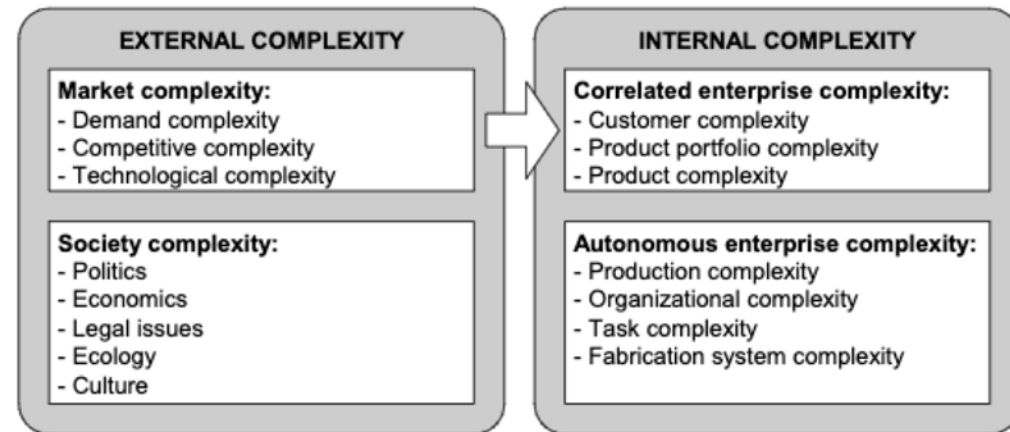 EXTERNAL COMPLEXITY
Market complexity:
- Demand complexity
- Competitive complexity
- Technological complexity
Society complexity:
- Politics
- Economics
- Legal issues
- Ecology
- Culture
INTERNAL COMPLEXITY
Correlated enterprise complexity:
- Customer complexity
- Product portfolio complexity
- Product complexity
Autonomous enterprise complexity:
- Production complexity
- Organizational complexity
- Task complexity
- Fabrication system complexity